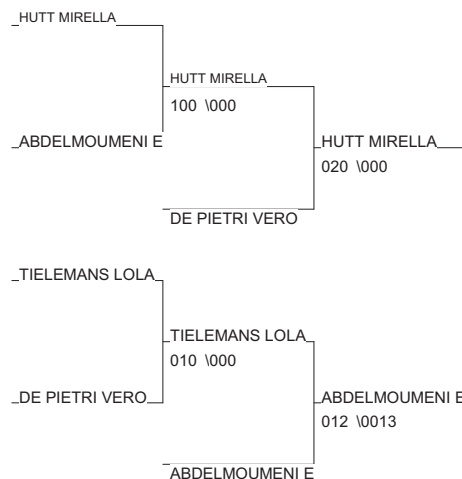 HUTT MIRELLA
HUTT MIRELLA
100 \000
ABDELMOUMENI E
HUTT MIRELLA
020 \000
DE PIETRI VERO
TIELEMANS LOLA
TIELEMANS LOLA
010 \000
DE PIETRI VERO
ABDELMOUMENI E
012 \0013
ABDELMOUMENI E